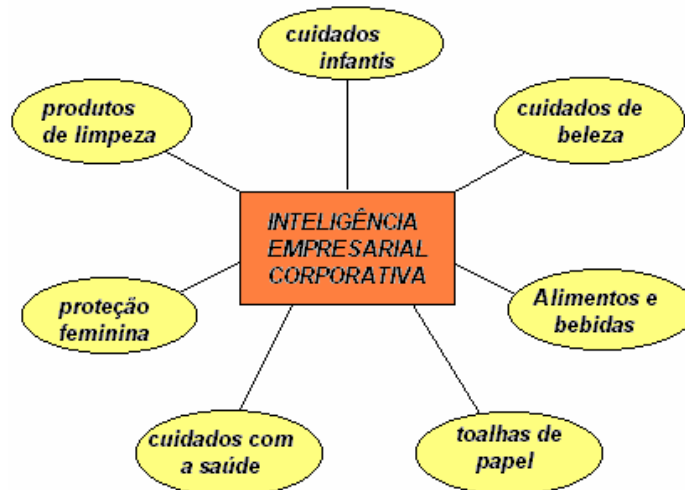 cuidados
infantis
produtos
de limpeza
cuidados de
beleza
INTELIGÊNCIA
EMPRESARIAL
CORPORATIVA
proteção
feminina
Alimentos e
bebidas
cuidados com
a saúde
toalhas de
papel